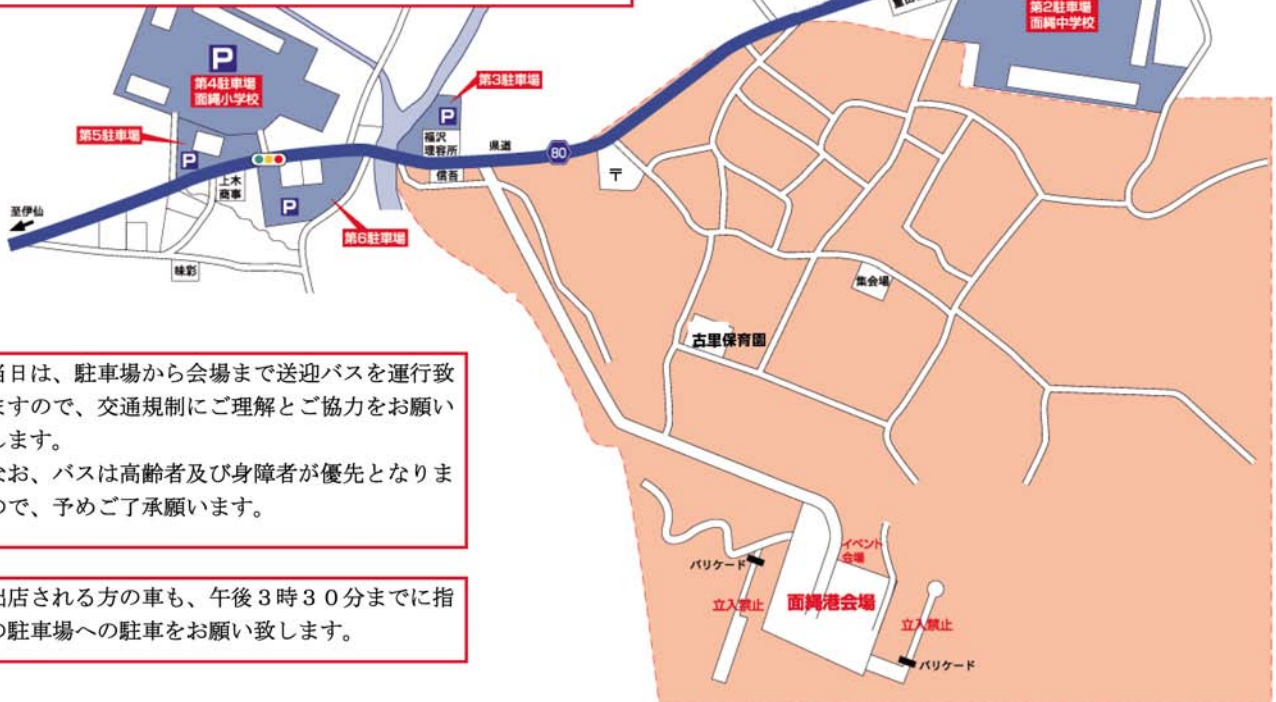 第2駐車場
面縄中学校
P
第4駐車場
面縄小学校
第3駐車場
P
第5駐車場
P
福沢
理容所
県道
80
〒
信吾
上木
商事
P
至伊仙
第6駐車場
味彩
集会場
古里保育園
当日は、駐車場から会場まで送迎バスを運行致
ますので、交通規制にご理解とご協力をお願い
します。
なお、バスは高齢者及び身障者が優先となりま
ので、予めご了承願います。
イベント
会場
バリケード
立入禁止
面縄港会場
立入禁止
バリケード
出店される方の車も、午後３時３０分までに指
の駐車場への駐車をお願い致します。